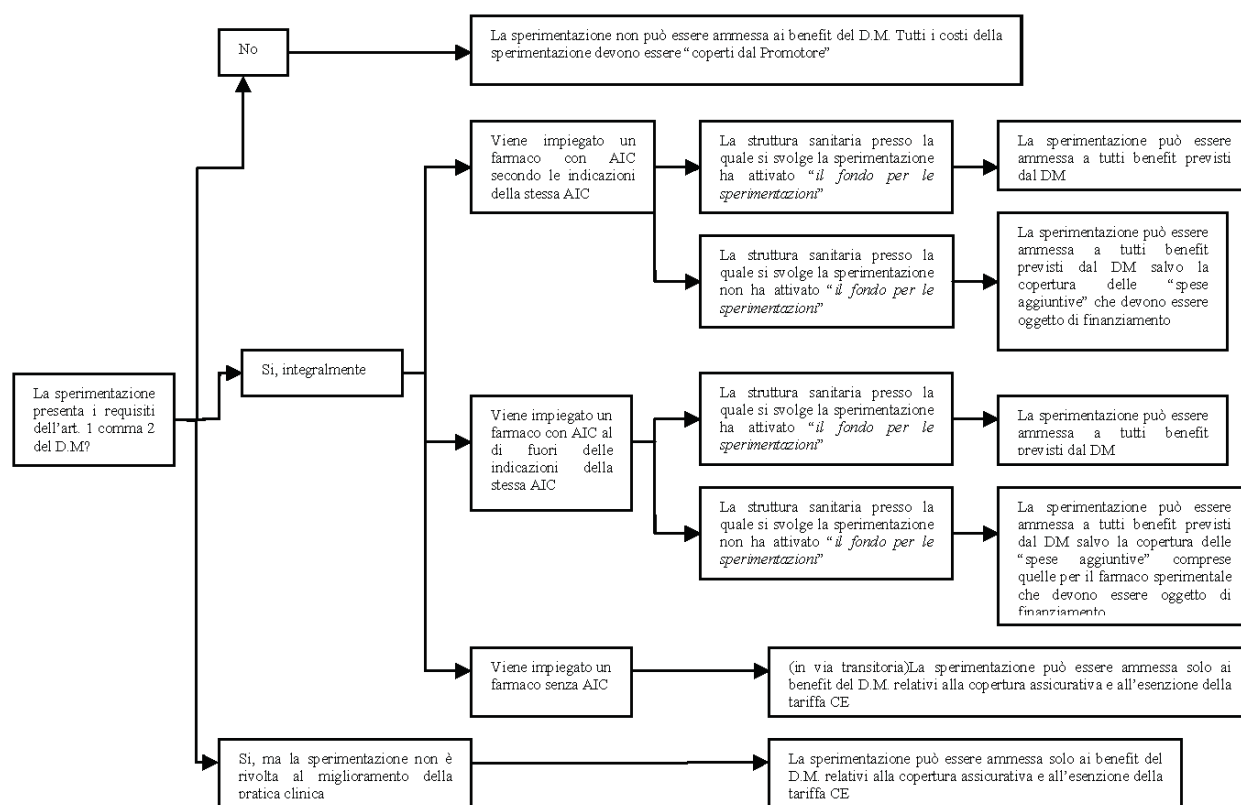 No
La sperimentazione non può essere ammessa ai benefit del D.M. Tutti i costi della
sperimentazione devono essere “coperti dal Promotore”
Viene impiegato un
farmaco con AIC
secondo le indicazioni
della stessa AIC
La struttura sanitaria presso la
quale si svolge la sperimentazione
ha attivato “il fondo per le
sperimentazioni”
La sperimentazione può essere
ammessa a tutti benefit previsti
dal DM
La struttura sanitaria presso la
quale si svolge la sperimentazione
non ha attivato “il fondo per le
sperimentazioni”
La sperimentazione può essere
ammessa a tutti benefit
previsti dal DM salvo la
copertura delle “spese
aggiuntive” che devono essere
oggetto di finanziamento
La sperimentazione
presenta i requisiti
dell’art. 1 comma 2
del D.M?
Si, integralmente
Viene impiegato un
farmaco con AIC al
di fuori delle
indicazioni della
stessa AIC
La struttura sanitaria presso la
quale si svolge la sperimentazione
ha attivato “il fondo per le
sperimentazioni”
La sperimentazione può essere
ammessa a tutti benefit
previsti dal DM
La struttura sanitaria presso la
quale si svolge la sperimentazione
non ha attivato “il fondo per le
sperimentazioni”
La sperimentazione può essere
ammessa a tutti benefit previsti
dal DM salvo la copertura delle
“spese aggiuntive” comprese
quelle per il farmaco sperimentale
che devono essere oggetto di
finanziamento
Viene impiegato un
farmaco senza AIC
(in via transitoria)La sperimentazione può essere ammessa solo ai
benefit del D.M. relativi alla copertura assicurativa e all’esenzione della
tariffa CE
Si, ma la sperimentazione non è
rivolta al miglioramento della
pratica clinica
La sperimentazione può essere ammessa solo ai benefit del
D.M. relativi alla copertura assicurativa e all’esenzione della
tariffa CE